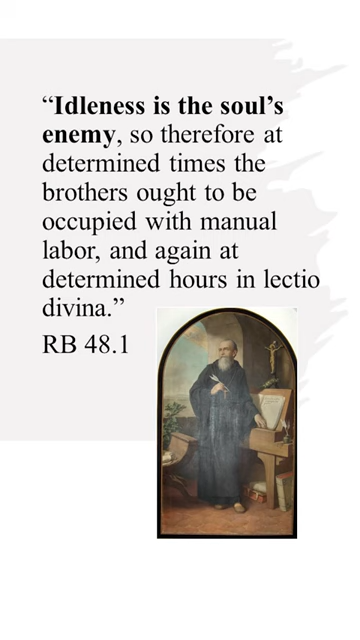 “Idleness is the soul’s
enemy, so therefore at
determined times the
brothers ought to be
occupied with manual
labor, and again at
determined hours in lectio
divina.”
RB 48.1